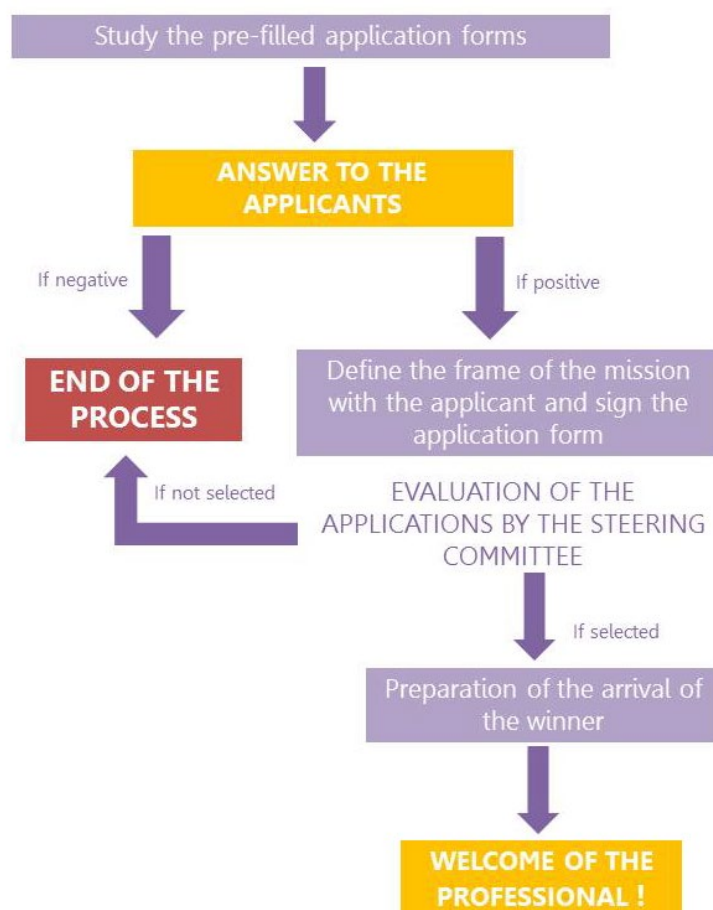 Study the pre-filled application forms
ANSWER TO THE
APPLICANTS
If negative
If positive
END OF THE
PROCESS
Define the frame of the mission
with the applicant and sign the
application form
If not selected
EVALUATION OF THE
APPLICATIONS BY THE STEERING
COMMITTEE
If selected
Preparation of the arrival of
the winner
WELCOME OF THE
PROFESSIONAL !